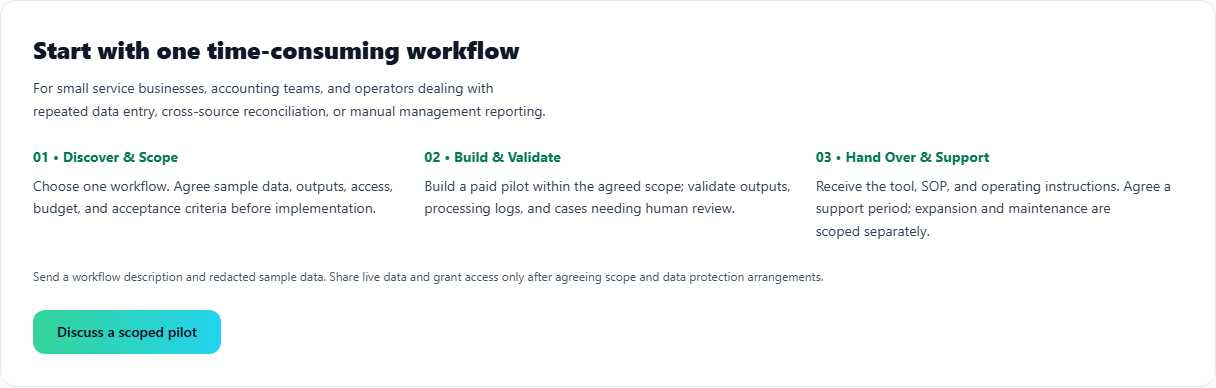 Start with one time-consuming workflow
For small service businesses, accounting teams, and operators dealing with
repeated data entry, cross-source reconciliation, or manual management reporting.
01 • Discover & Scope
Choose one workflow. Agree sample data, outputs, access,
budget, and acceptance criteria before implementation.
02 • Build & Validate
Build a paid pilot within the agreed scope; validate outputs,
processing logs, and cases needing human review.
03 • Hand Over & Support
Receive the tool, SOP, and operating instructions. Agree a
support period; expansion and maintenance are
scoped separately.
Send a workflow description and redacted sample data. Share live data and grant access only after agreeing scope and data protection arrangements.
Discuss a scoped pilot